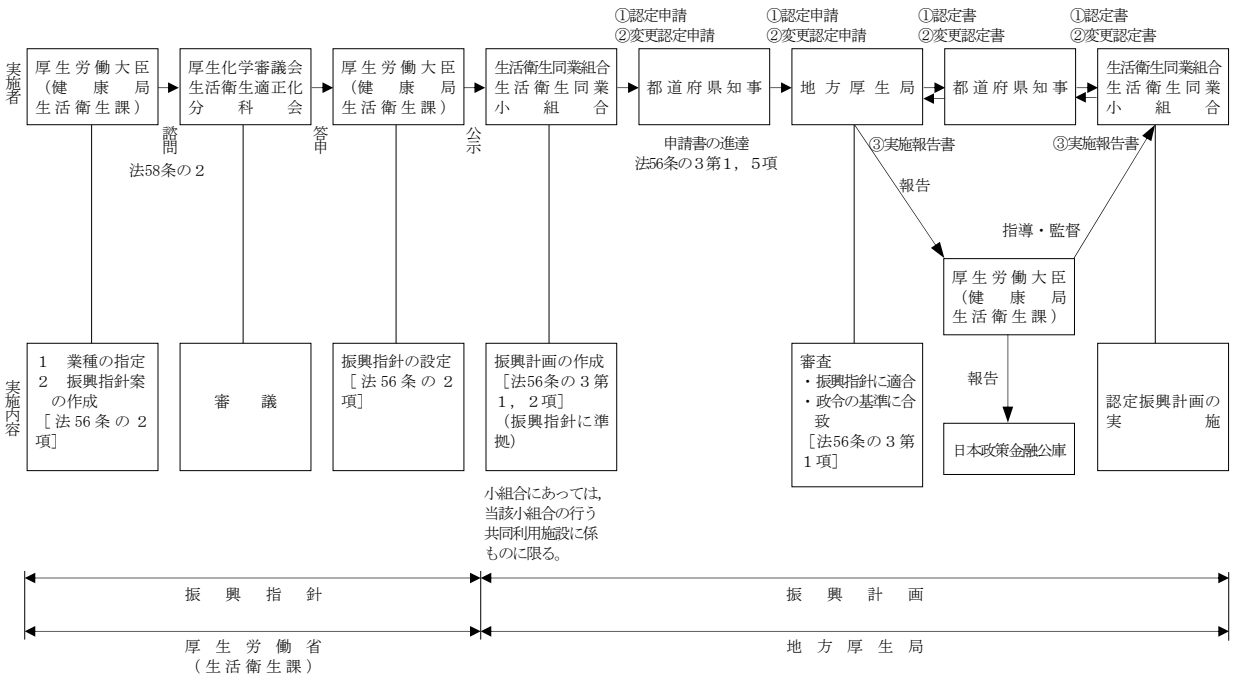 ①認定申請
②変更認定申請
①認定申請
②変更認定申請
①認定書
②変更認定書
①認定書
②変更認定書
実施者
厚生労働大臣
(健康局
生活衛生課)
厚生化学審議会
生活衛生適正化
分科会
厚生労働大臣
(健康局
生活衛生課)
生活衛生同業組合
生活衛生同業
小組合
都道府県知事
地方厚生局
都道府県知事
生活衛生同業組合
生活衛生同業
小組合
諮問
答申
公示
法58条の2
申請書の進達
法56条の3第1,5項
③実施報告書
③実施報告書
報告
指導・監督
厚生労働大臣
(健康局
生活衛生課)
報告
日本政策金融公庫
実施内容
1 業種の指定
2 振興指針案
の作成
[法56条の2
項]
審議
振興指針の設定
[法56条の2
項]
振興計画の作成
[法56条の3第
1,2項]
(振興指針に準
拠)
審査
・振興指針に適合
・政令の基準に合
致
[法56条の3第
1項]
認定振興計画の
実施
小組合にあっては,
当該小組合の行う
共同利用施設に係
ものに限る。
振興指針
振興計画
厚生労働省
(生活衛生課)
地方厚生局